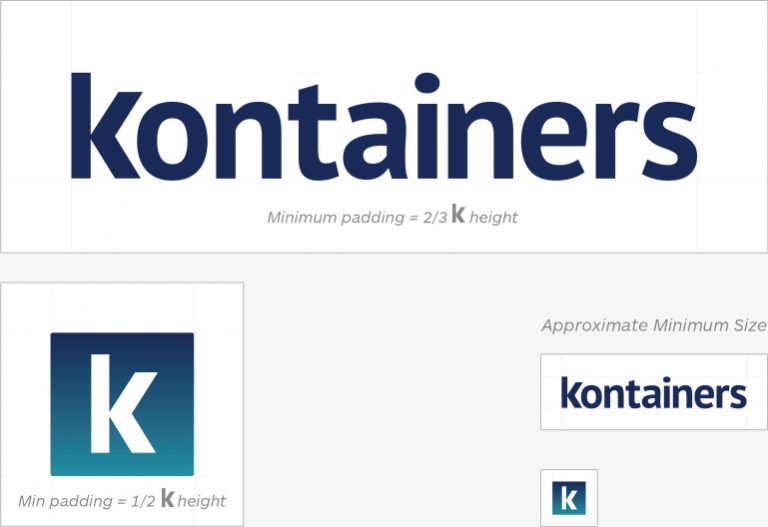 kontainers
Minimum padding = 2/3 k height
k
Min padding = 1/2 k height
Approximate Minimum Size
kontainers
k